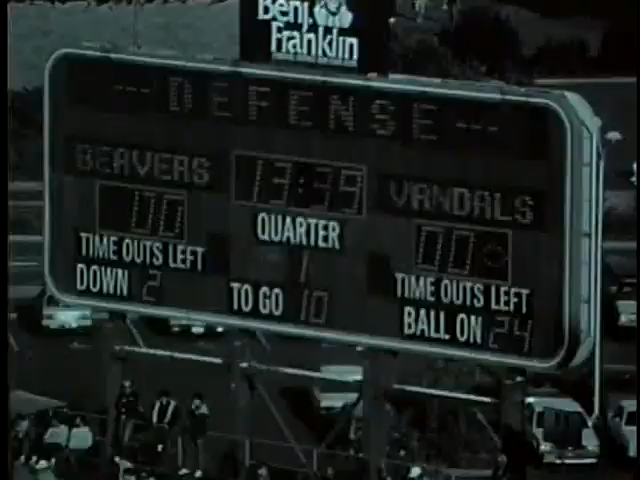 Benj.
Franklin
--- DEFENSE ---
BEAVERS 13:39 VANDALS
00 QUARTER 00
TIME OUTS LEFT 1 TIME OUTS LEFT
DOWN 2 TO GO 10 BALL ON 24